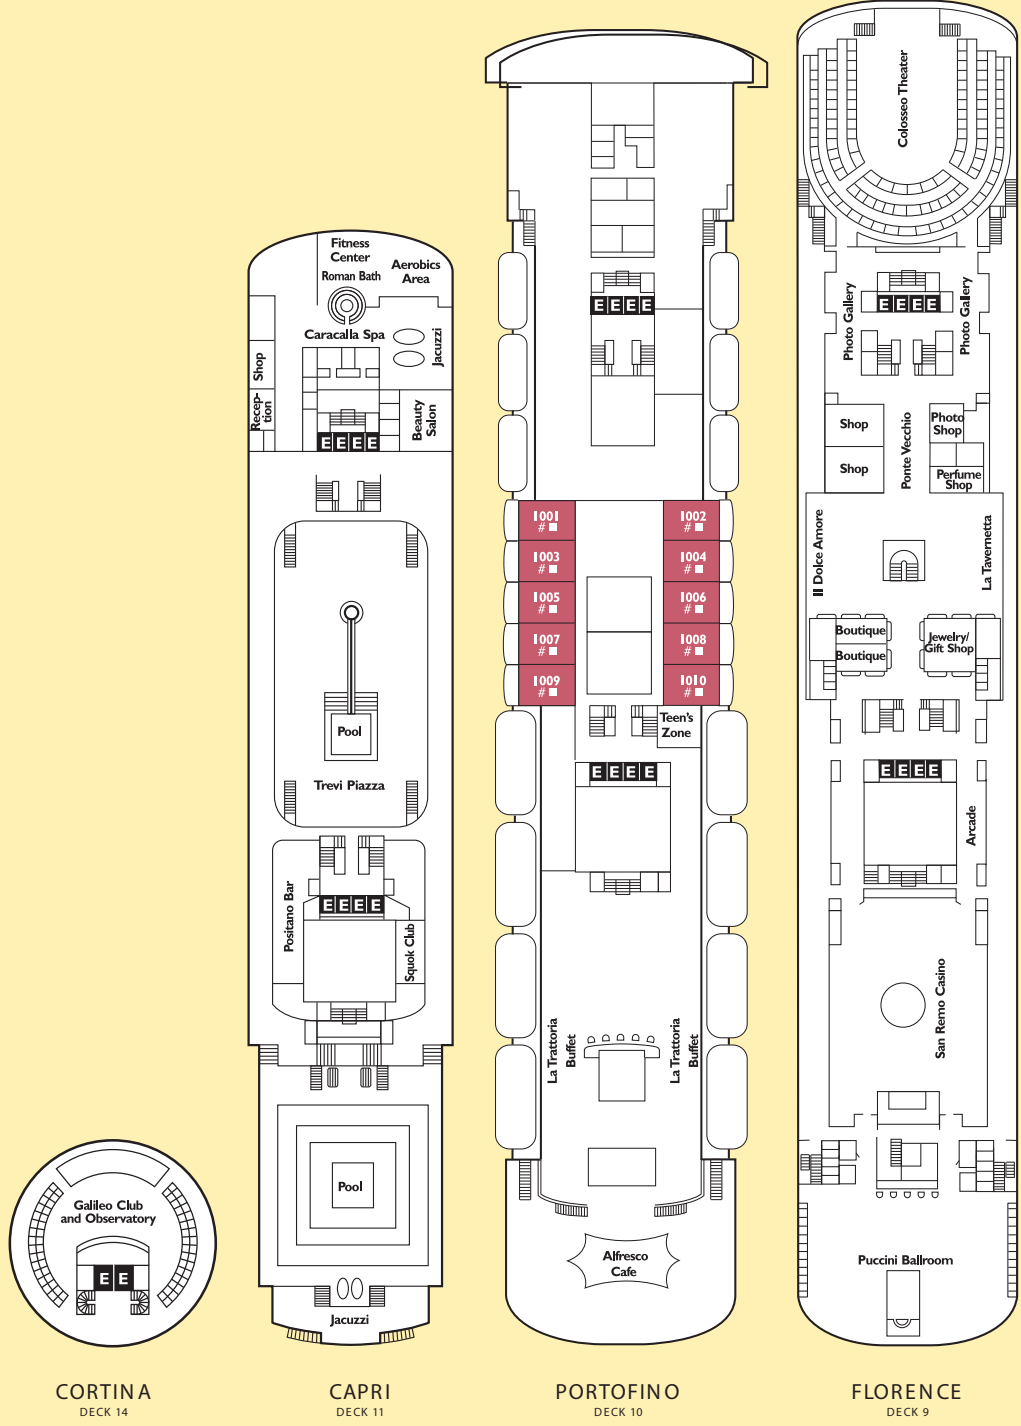 Galileo Club
and Observatory
E E
CORTINA
DECK 14
Fitness
Center
Roman Bath
Aerobics
Area
Caracalla Spa
Jacuzzi
Shop
Recep-
tion
Beauty
Salon
E E E E
Pool
Trevi Piazza
Positano Bar
E E E E
Squok Club
Pool
Jacuzzi
CAPRI
DECK 11
E E E E
1001
#
1002
#
1003
#
1004
#
1005
#
1006
#
1007
#
1008
#
1009
#
1010
#
Teen's
Zone
E E E E
La Trattoria
Buffet
La Trattoria
Buffet
Alfresco
Cafe
PORTOFINO
DECK 10
Colosseo Theater
Photo Gallery
E E E E
Photo Gallery
Shop
Ponte Vecchio
Photo
Shop
Shop
Perfume
Shop
Il Dolce Amore
La Tavernetta
Boutique
Boutique
Jewelry/
Gift Shop
E E E E
Arcade
San Remo Casino
Puccini Ballroom
FLORENCE
DECK 9